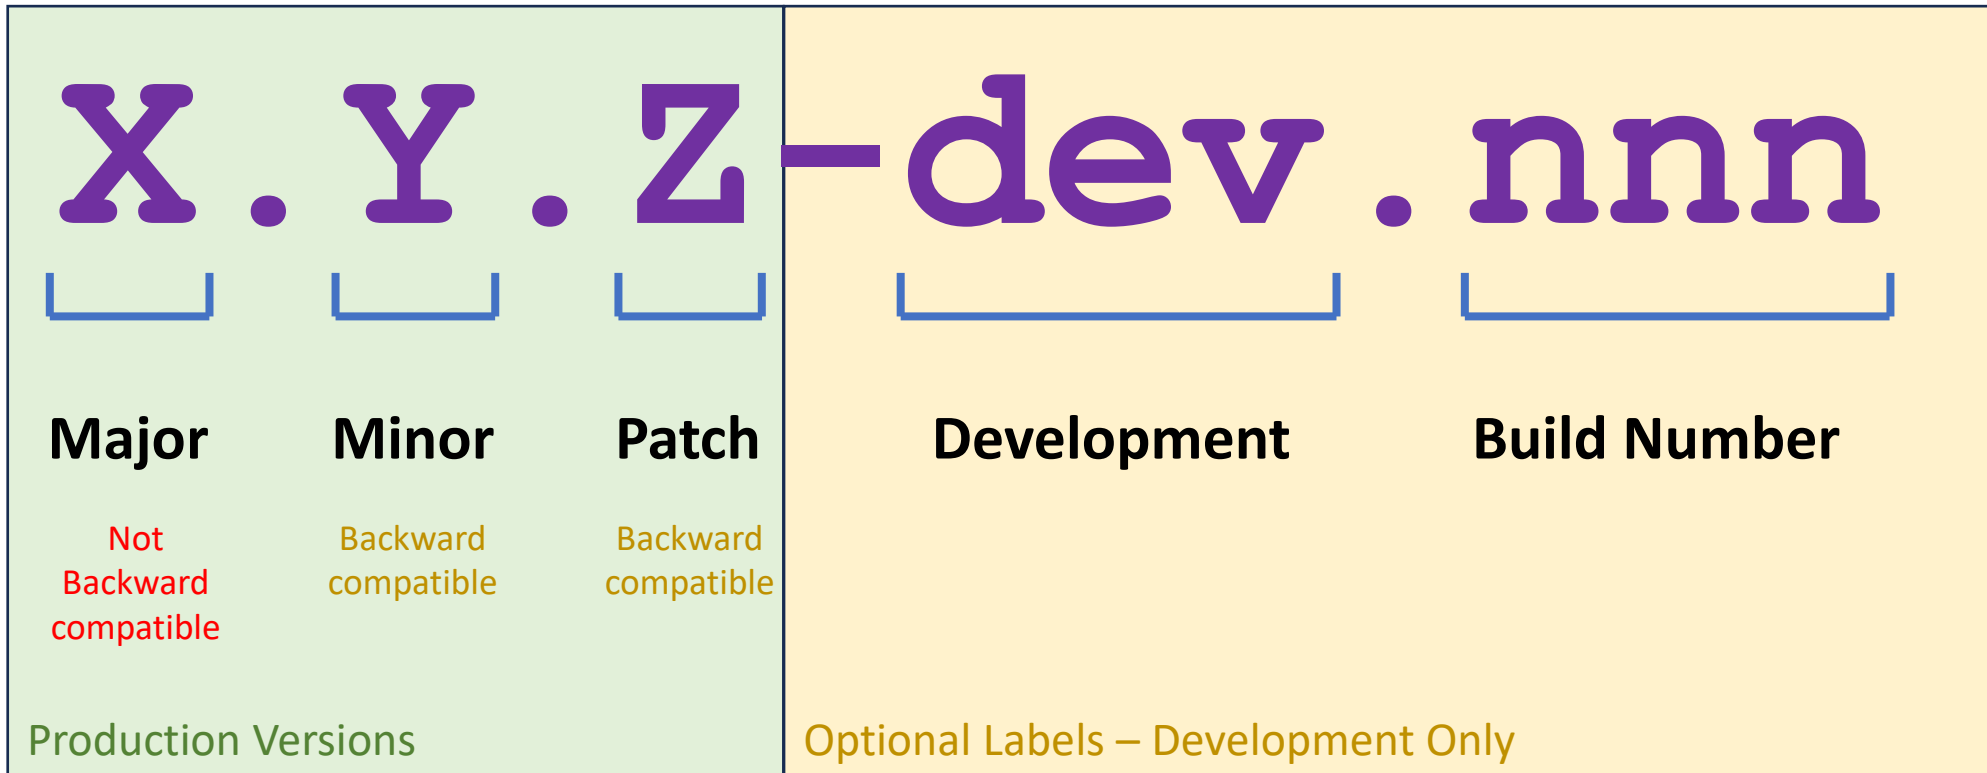 X.Y.Z-dev.nnn
Major Minor Patch Development Build Number
Not
Backward
compatible
Backward
compatible
Backward
compatible
Production Versions
Optional Labels – Development Only